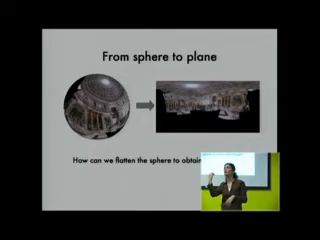 From sphere to plane
How can we flatten the sphere to obtain